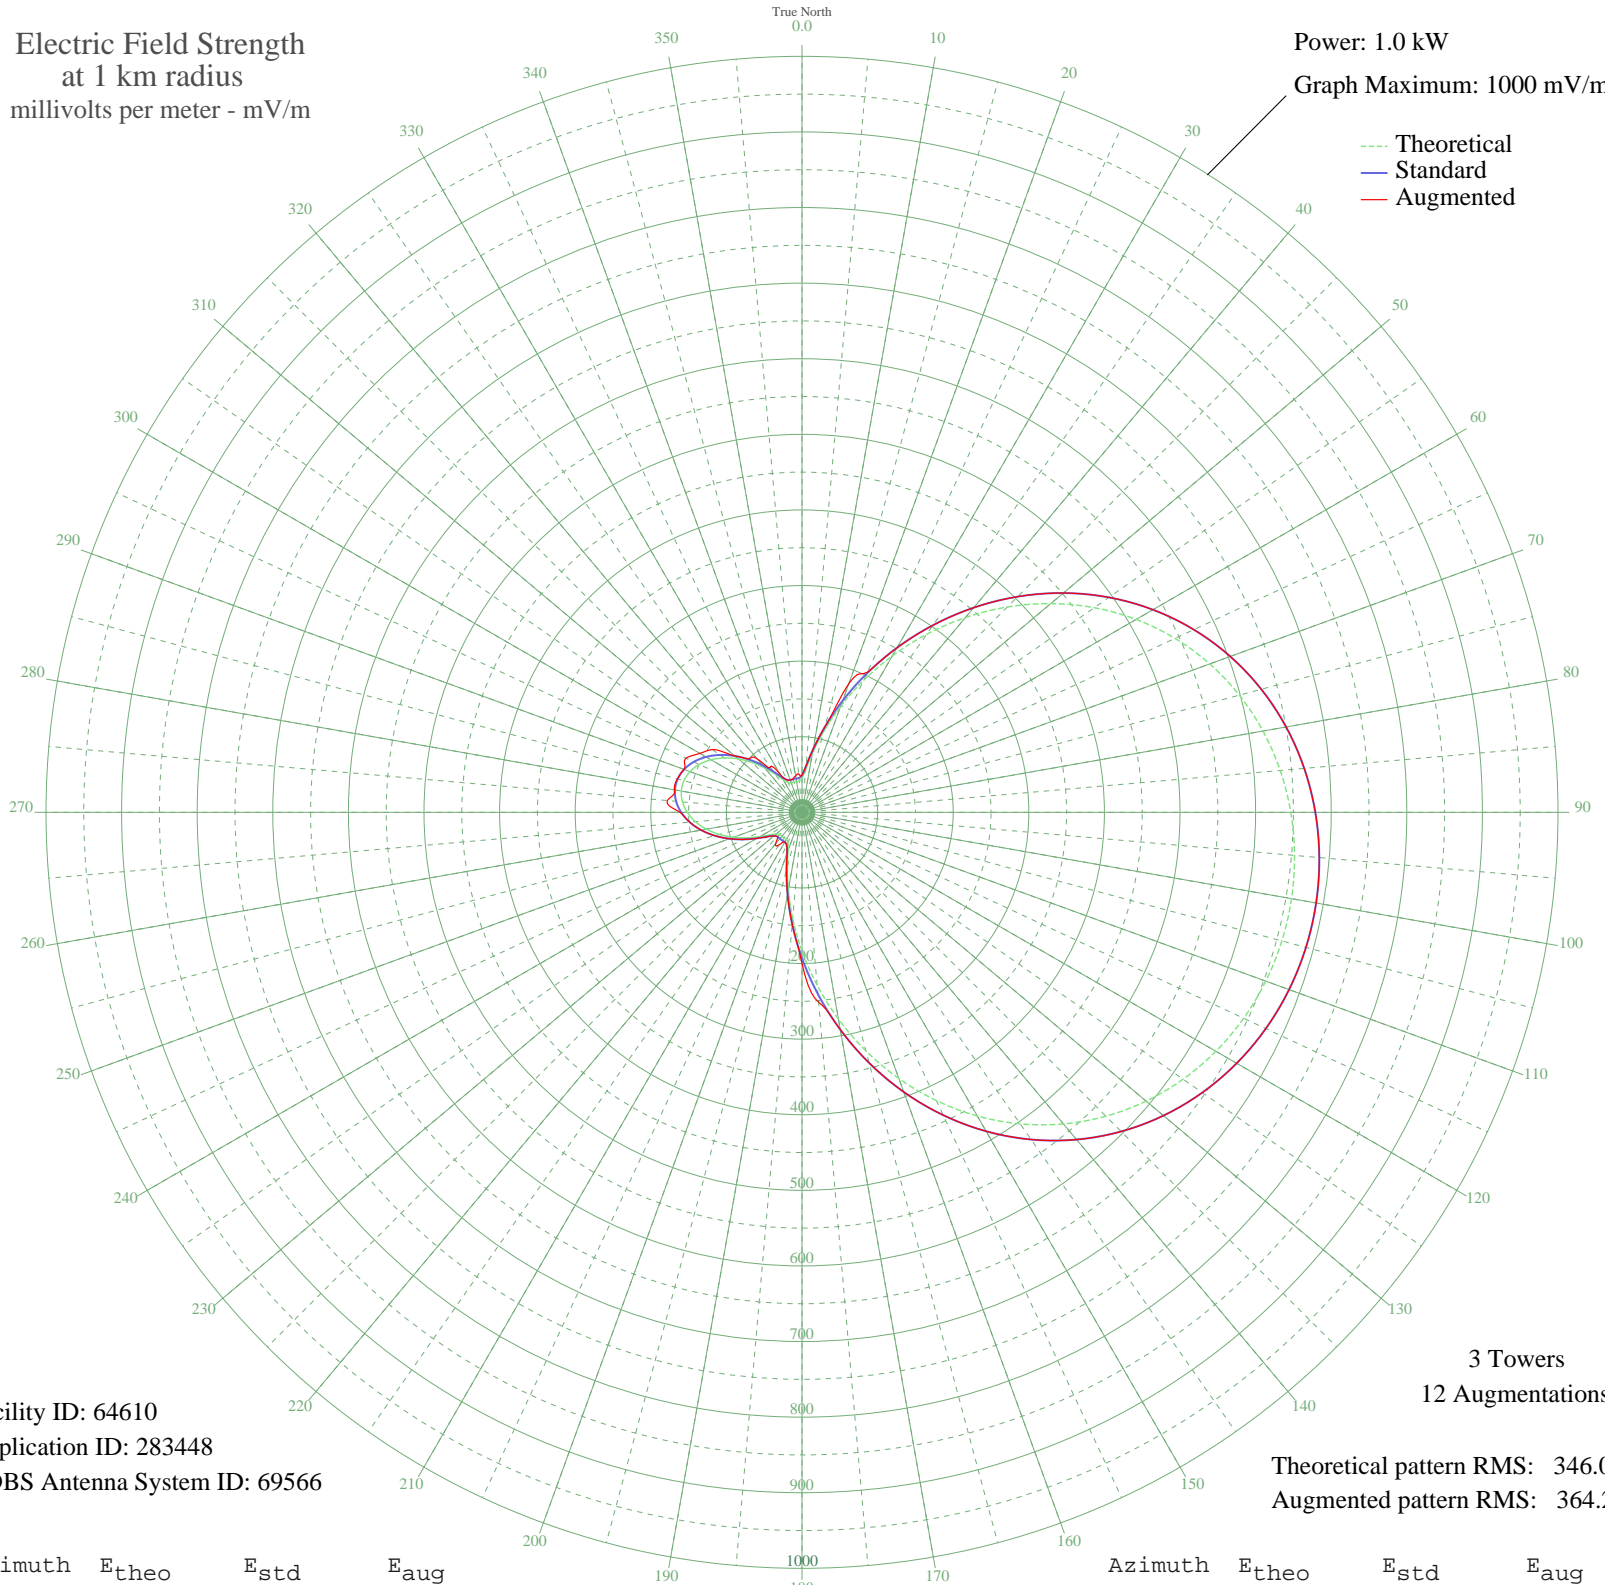 True North
Electric Field Strength
at 1 km radius
millivolts per meter - mV/m
Power: 1.0 kW
Graph Maximum: 1000 mV/m
Theoretical
Standard
Augmented
0.0
10
20
30
40
50
60
70
80
90
100
110
120
130
140
150
160
170
190
200
210
220
230
240
250
260
270
280
290
300
310
320
330
340
350
200
300
400
500
600
700
800
900
1000
3 Towers
12 Augmentations
cility ID: 64610
plication ID: 283448
DBS Antenna System ID: 69566
Theoretical pattern RMS: 346.0
Augmented pattern RMS: 364.2
imuth Etheo Estd Eaug
Azimuth Etheo Estd Eaug